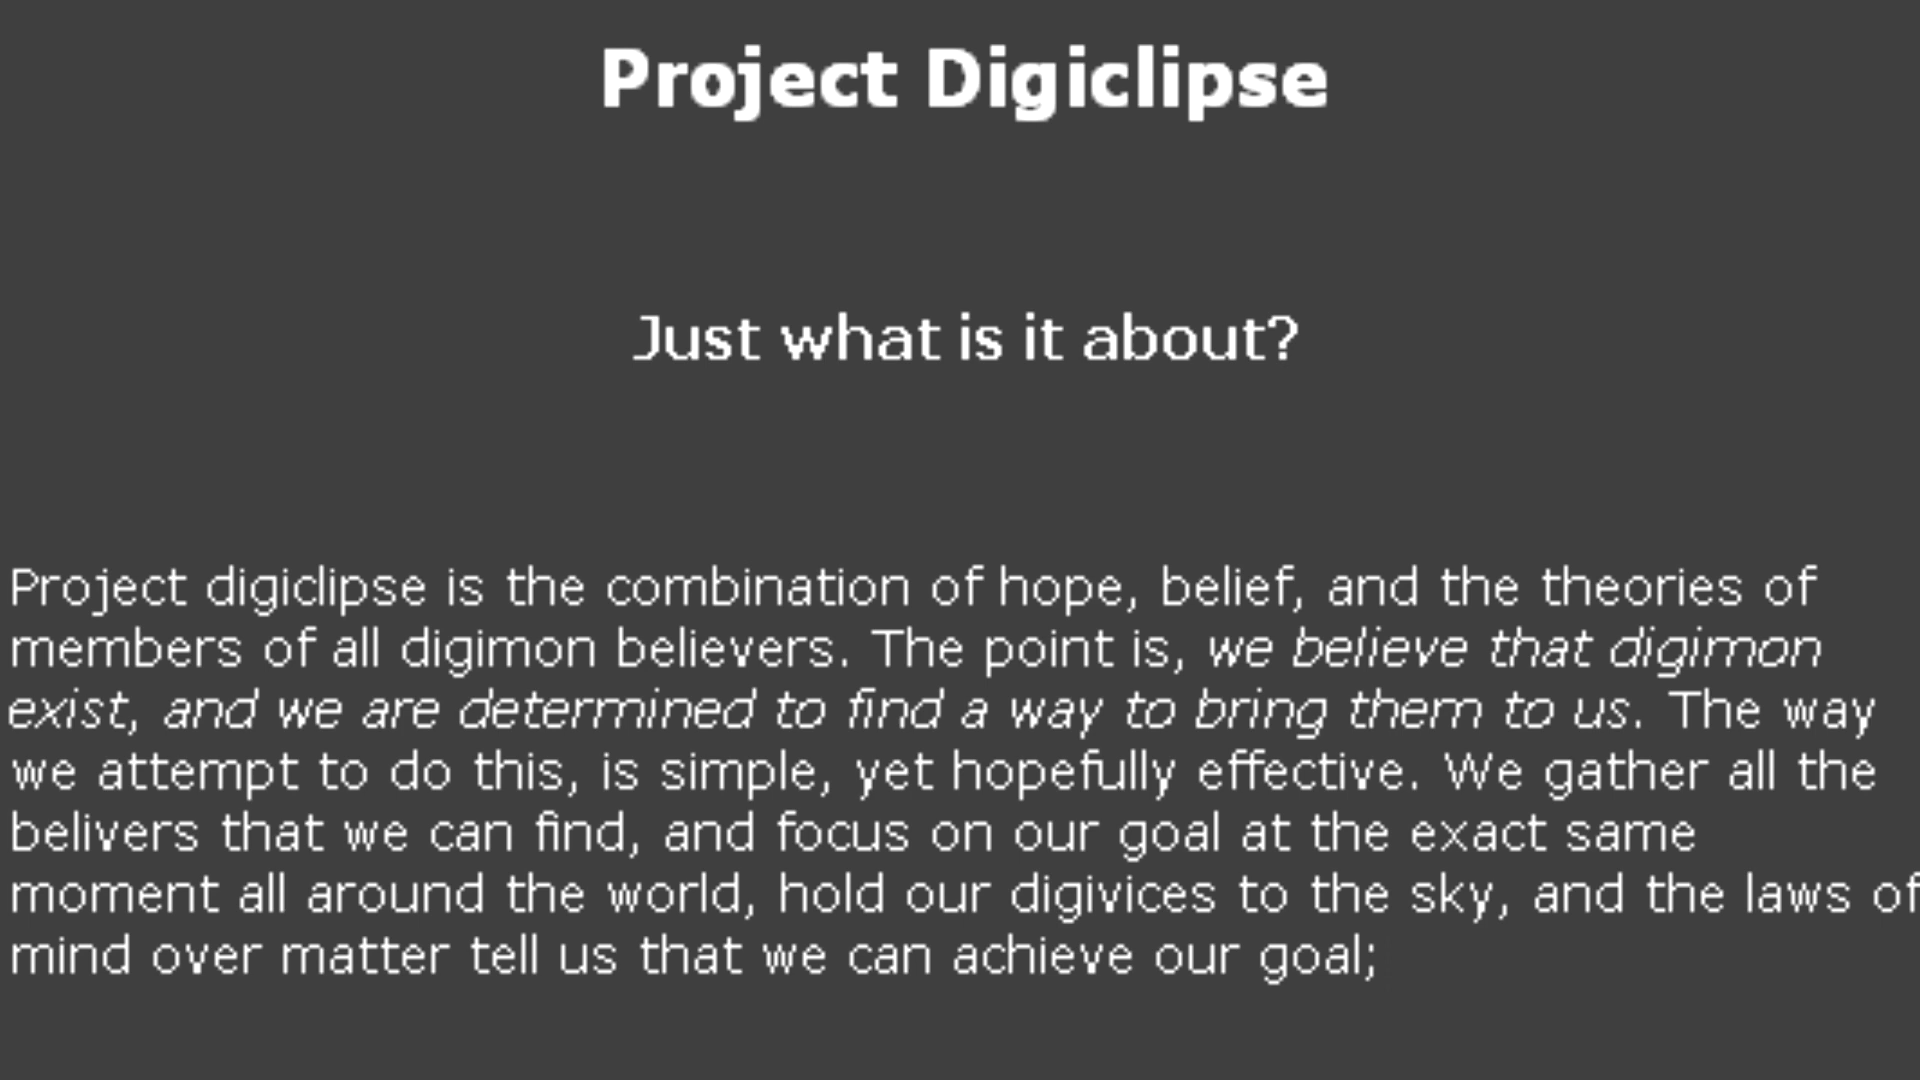 Project Digiclipse
Just what is it about?
Project digiclipse is the combination of hope, belief, and the theories of
members of all digimon believers. The point is, we believe that digimon
exist, and we are determined to find a way to bring them to us. The way
we attempt to do this, is simple, yet hopefully effective. We gather all the
belivers that we can find, and focus on our goal at the exact same
moment all around the world, hold our digivices to the sky, and the laws of
mind over matter tell us that we can achieve our goal;